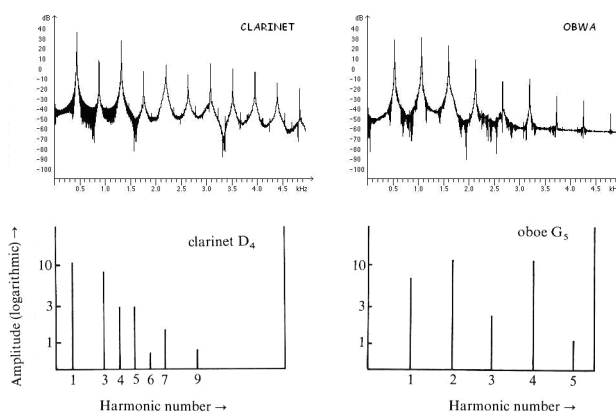 dB
CLARINET
40
30
20
10
0
-10
-20
-30
-40
-50
-60
-70
-80
-90
-100
0.5 1.0 1.5 2.0 2.5 3.0 3.5 4.0 4.5 kHz
dB
OBWA
40
30
20
10
0
-10
-20
-30
-40
-50
-60
-70
-80
-90
-100
0.5 1.0 1.5 2.0 2.5 3.0 3.5 4.0 4.5 kHz
Amplitude (logarithmic) →
clarinet D4
10
3
1
1 3 4 5 6 7 9
Harmonic number →
oboe G5
10
3
1
1 2 3 4 5
Harmonic number →